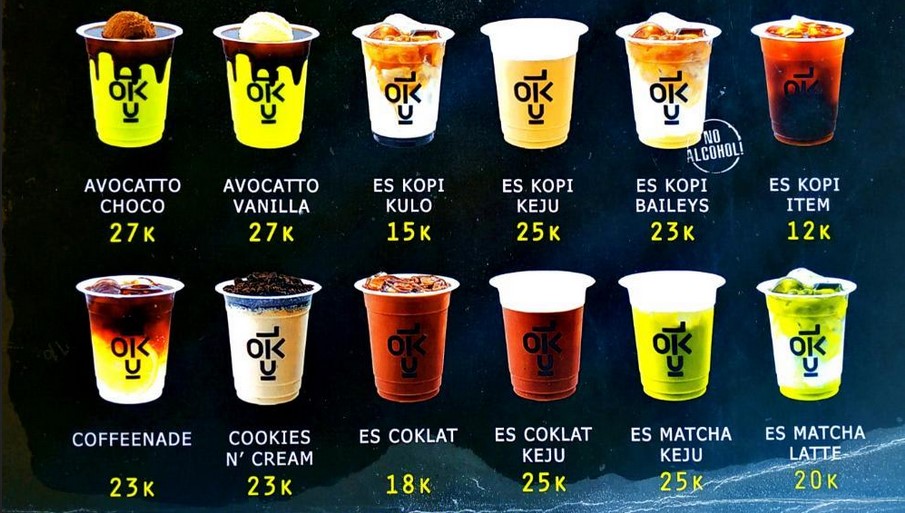 AVOCATTO
CHOCO
27K
AVOCATTO
VANILLA
27K
ES KOPI
KULO
15K
ES KOPI
KEJU
25K
NO
ALCOHOL!
ES KOPI
BAILEYS
23K
ES KOPI
ITEM
12K
COFFEENADE
23K
COOKIES
N' CREAM
23K
ES COKLAT
18K
ES COKLAT
KEJU
25K
ES MATCHA
KEJU
25K
ES MATCHA
LATTE
20K